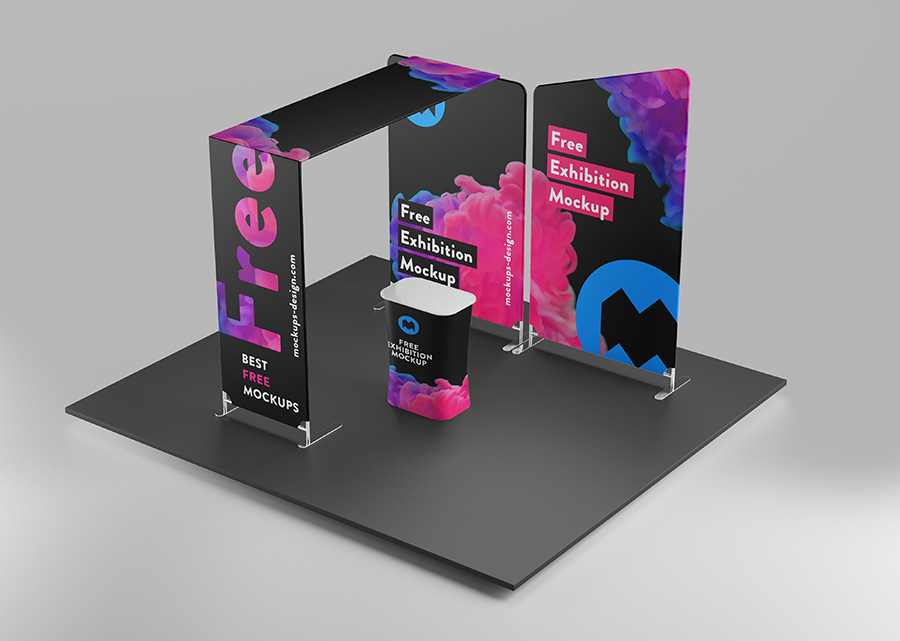 Free
mockups-design.com
BEST
FREE
MOCKUPS
Free
Exhibition
Mockup
mockups-design.com
FREE
EXHIBITION
MOCKUP
Free
Exhibition
Mockup